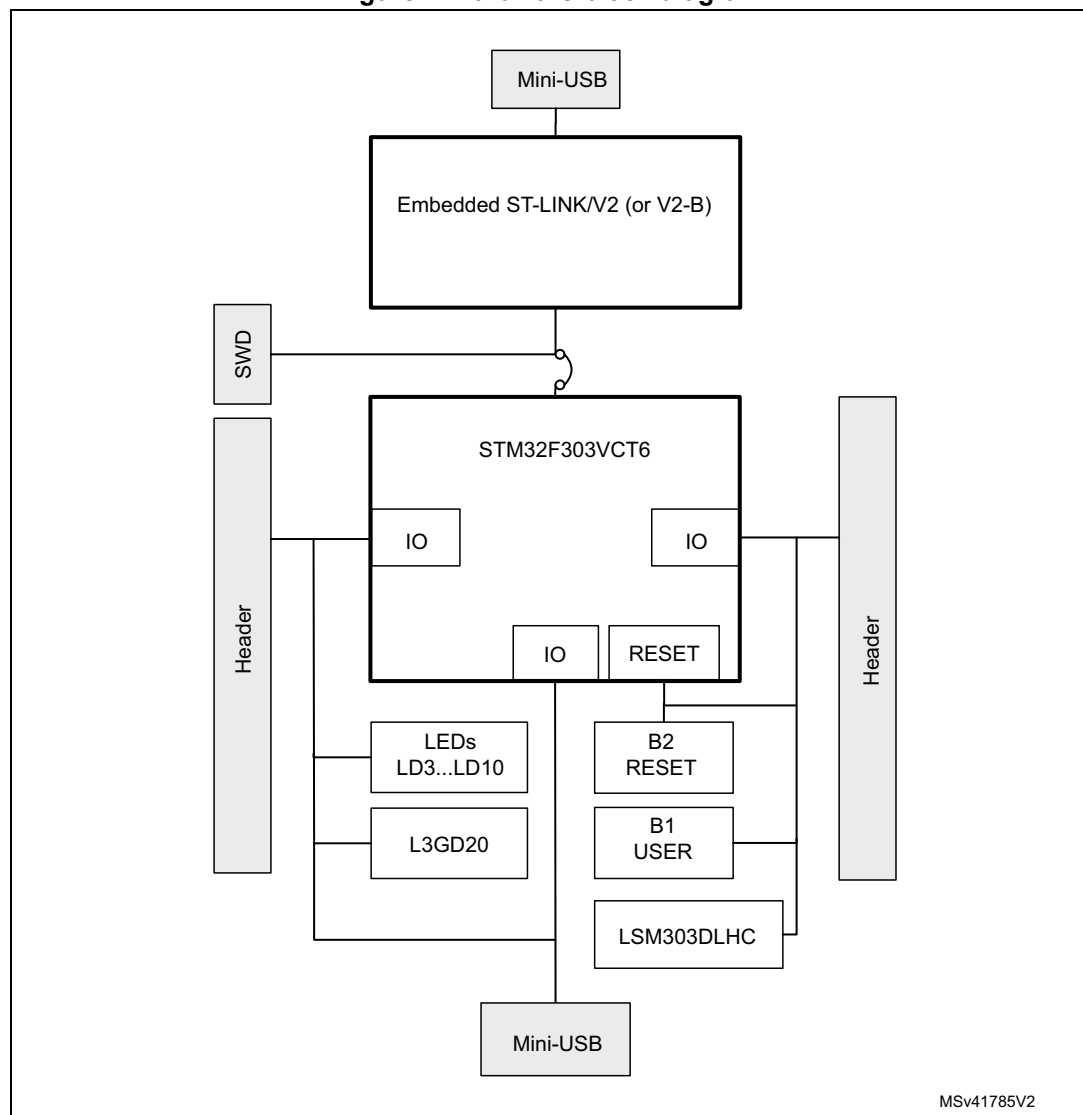 Mini-USB
Embedded ST-LINK/V2 (or V2-B)
SWD
STM32F303VCT6
IO
IO
Header
Header
IO
RESET
LEDs
LD3...LD10
B2
RESET
L3GD20
B1
USER
LSM303DLHC
Mini-USB
MSv41785V2